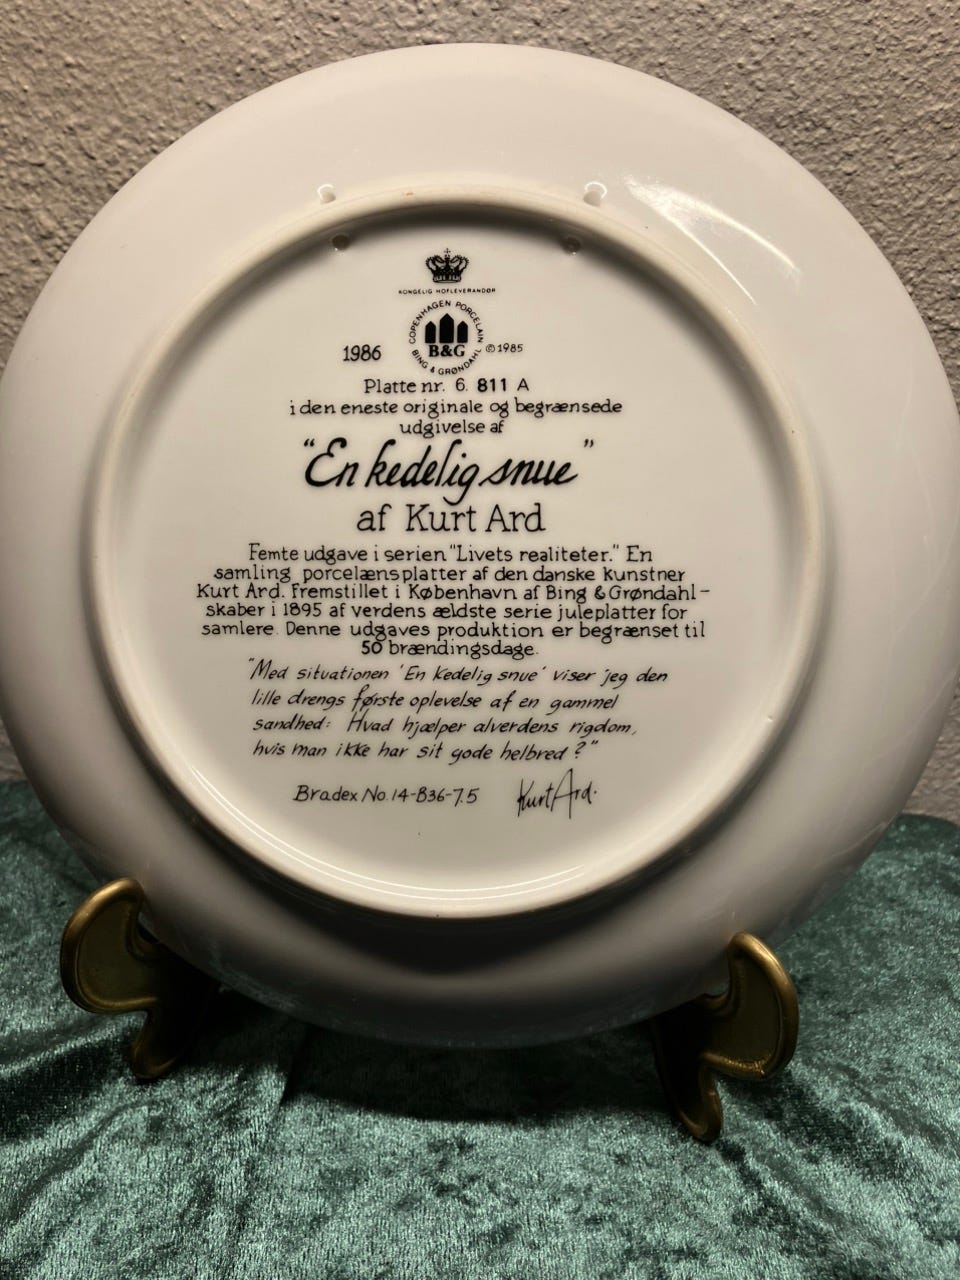 KONGELIG HOFLEVERANDØR
COPENHAGEN PORCELAIN
B&G
BING & GRØNDAHL
1986
©1985
Platte nr. 6. 811 A
i den eneste originale og begrænsede
udgivelse af
"En kedelig snue"
af Kurt Ard
Femte udgave i serien "Livets realiteter." En
samling porcelænsplatter af den danske kunstner
Kurt Ard. Fremstillet i København af Bing & Grøndahl-
skaber i 1895 af verdens ældste serie juleplatter for
samlere. Denne udgaves produktion er begrænset til
50 brændingsdage.
"Med situationen 'En kedelig snue' viser jeg den
lille drengs første oplevelse af en gammel
sandhed: Hvad hjælper alverdens rigdom,
hvis man ikke har sit gode helbred?"
Bradex No. 14-B36-7.5
Kurt Ard.